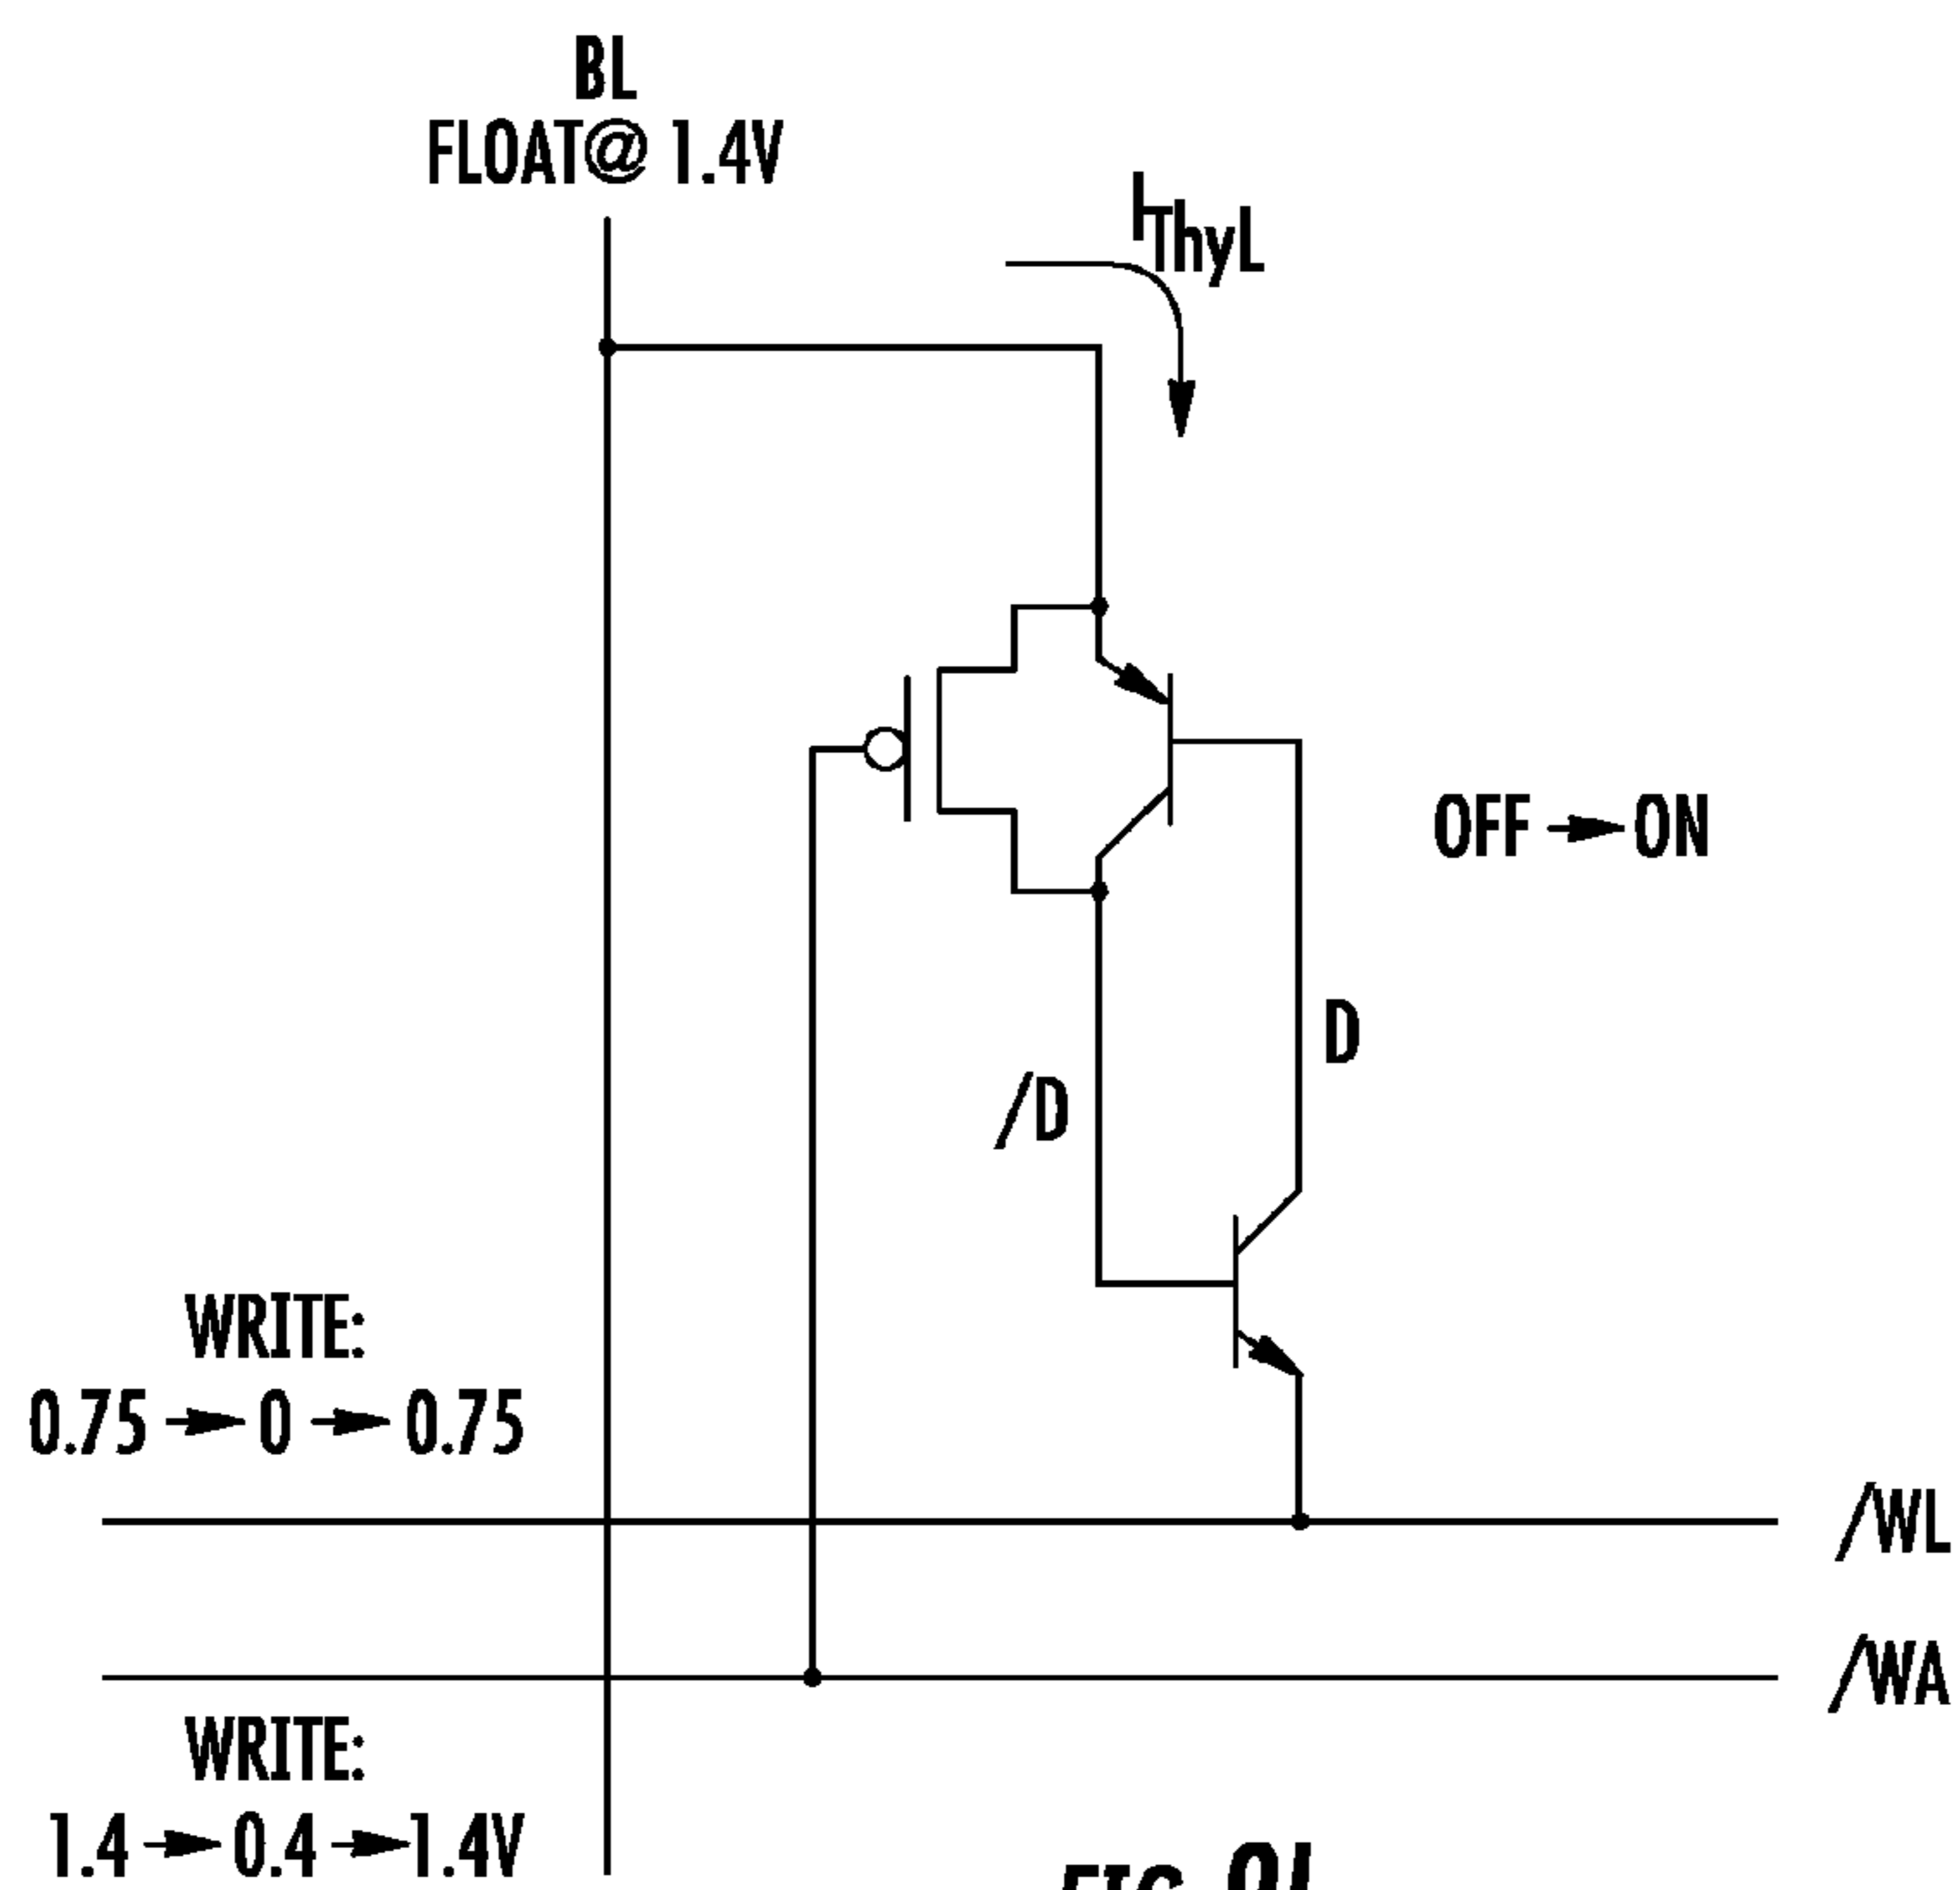 BL
FLOAT@ 1.4V
IThyL
OFF → ON
D
/D
WRITE:
0.75 → 0 → 0.75
/WL
/WA
WRITE:
1.4 → 0.4 → 1.4V